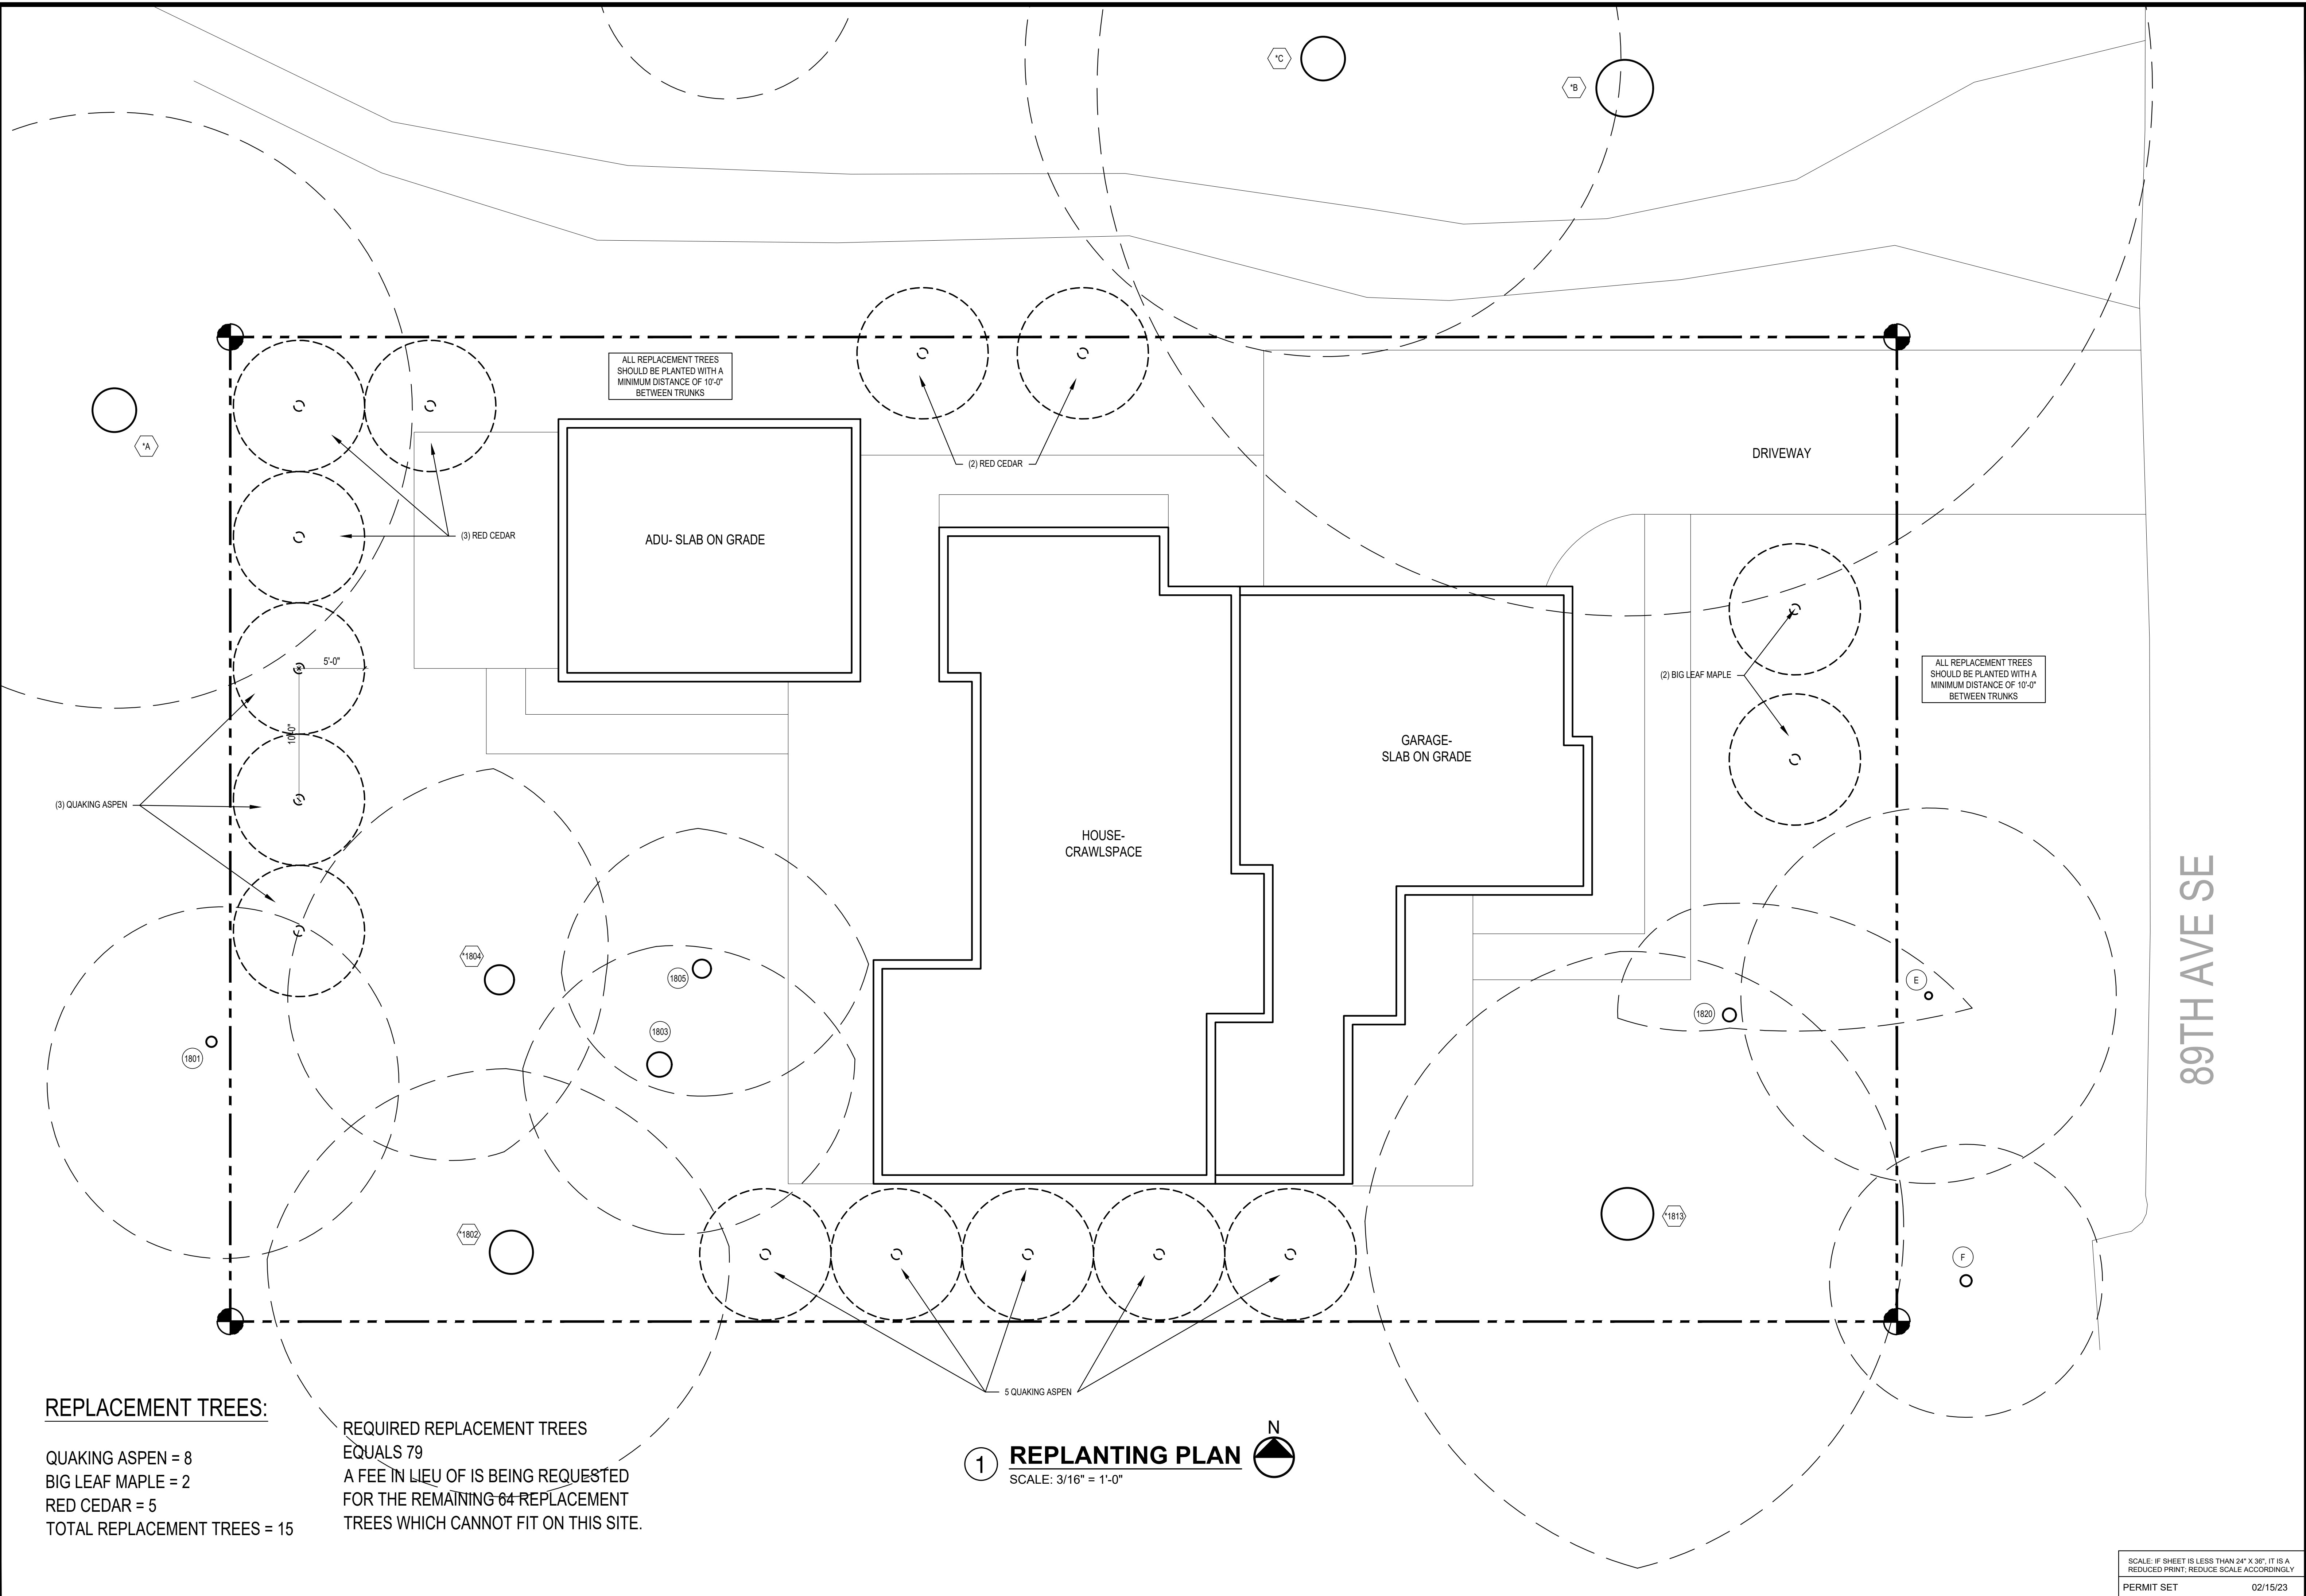 *C
*B
ALL REPLACEMENT TREES
SHOULD BE PLANTED WITH A
MINIMUM DISTANCE OF 10'-0"
BETWEEN TRUNKS
*A
(2) RED CEDAR
DRIVEWAY
(3) RED CEDAR
ADU- SLAB ON GRADE
5'-0"
10'-0"
(2) BIG LEAF MAPLE
ALL REPLACEMENT TREES
SHOULD BE PLANTED WITH A
MINIMUM DISTANCE OF 10'-0"
BETWEEN TRUNKS
GARAGE-
SLAB ON GRADE
(3) QUAKING ASPEN
HOUSE-
CRAWLSPACE
89TH AVE SE
*1804
1805
E
1820
1803
1801
*1802
*1813
F
5 QUAKING ASPEN
REPLACEMENT TREES:
QUAKING ASPEN = 8
BIG LEAF MAPLE = 2
RED CEDAR = 5
TOTAL REPLACEMENT TREES = 15
REQUIRED REPLACEMENT TREES
EQUALS 79
A FEE IN LIEU OF IS BEING REQUESTED
FOR THE REMAINING 64 REPLACEMENT
TREES WHICH CANNOT FIT ON THIS SITE.
1
REPLANTING PLAN
SCALE: 3/16" = 1'-0"
N
SCALE: IF SHEET IS LESS THAN 24" X 36", IT IS A
REDUCED PRINT; REDUCE SCALE ACCORDINGLY
PERMIT SET 02/15/23